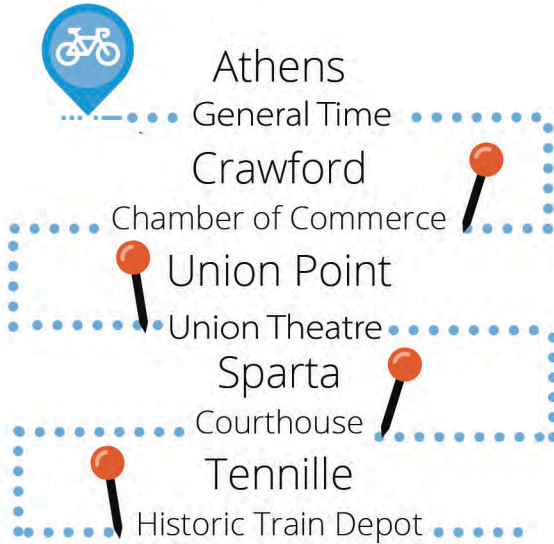 Athens
General Time
Crawford
Chamber of Commerce
Union Point
Union Theatre
Sparta
Courthouse
Tennille
Historic Train Depot